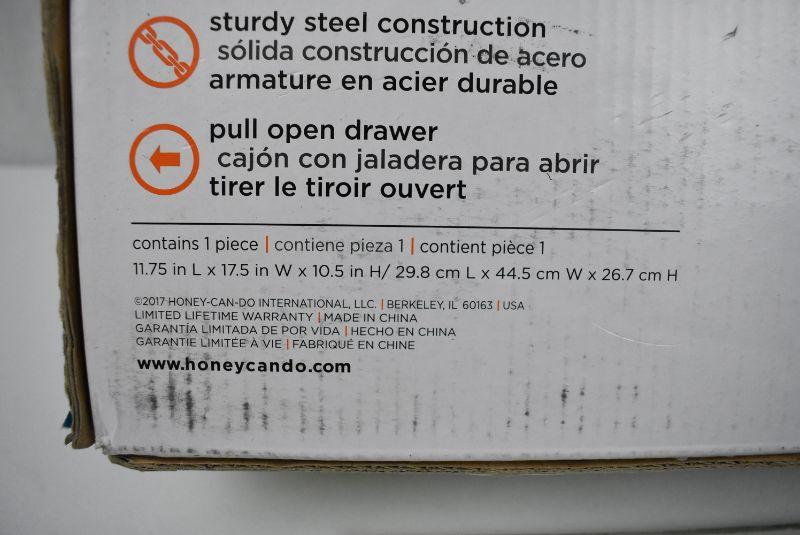 sturdy steel construction
sólida construcción de acero
armature en acier durable
pull open drawer
cajón con jaladera para abrir
tirer le tiroir ouvert
contains 1 piece | contiene pieza 1 | contient pièce 1
11.75 in L x 17.5 in W x 10.5 in H/ 29.8 cm L x 44.5 cm W x 26.7 cm H
©2017 HONEY-CAN-DO INTERNATIONAL, LLC. | BERKELEY, IL 60163 | USA
LIMITED LIFETIME WARRANTY | MADE IN CHINA
GARANTÍA LIMITADA DE POR VIDA | HECHO EN CHINA
GARANTIE LIMITÉE À VIE | FABRIQUÉ EN CHINE
www.honeycando.com